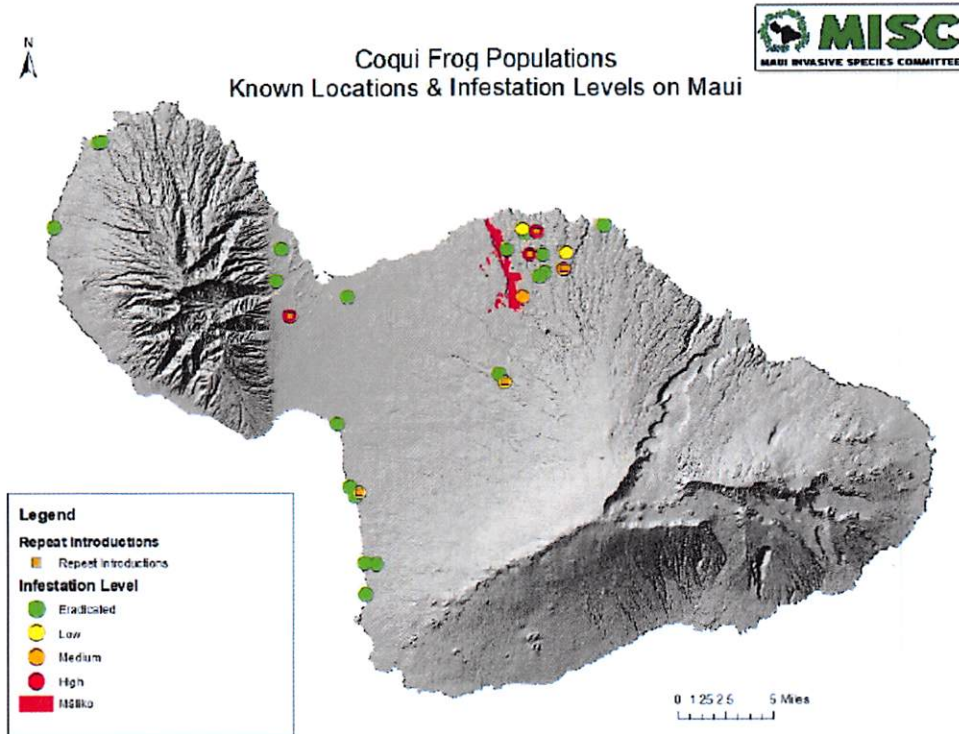 MISC
MAUI INVASIVE SPECIES COMMITTEE
N
Coqui Frog Populations
Known Locations & Infestation Levels on Maui
Legend
Repeat Introductions
Repeat Introductions
Infestation Level
Eradicated
Low
Medium
High
Māliko
0 1.25 2.5 5 Miles